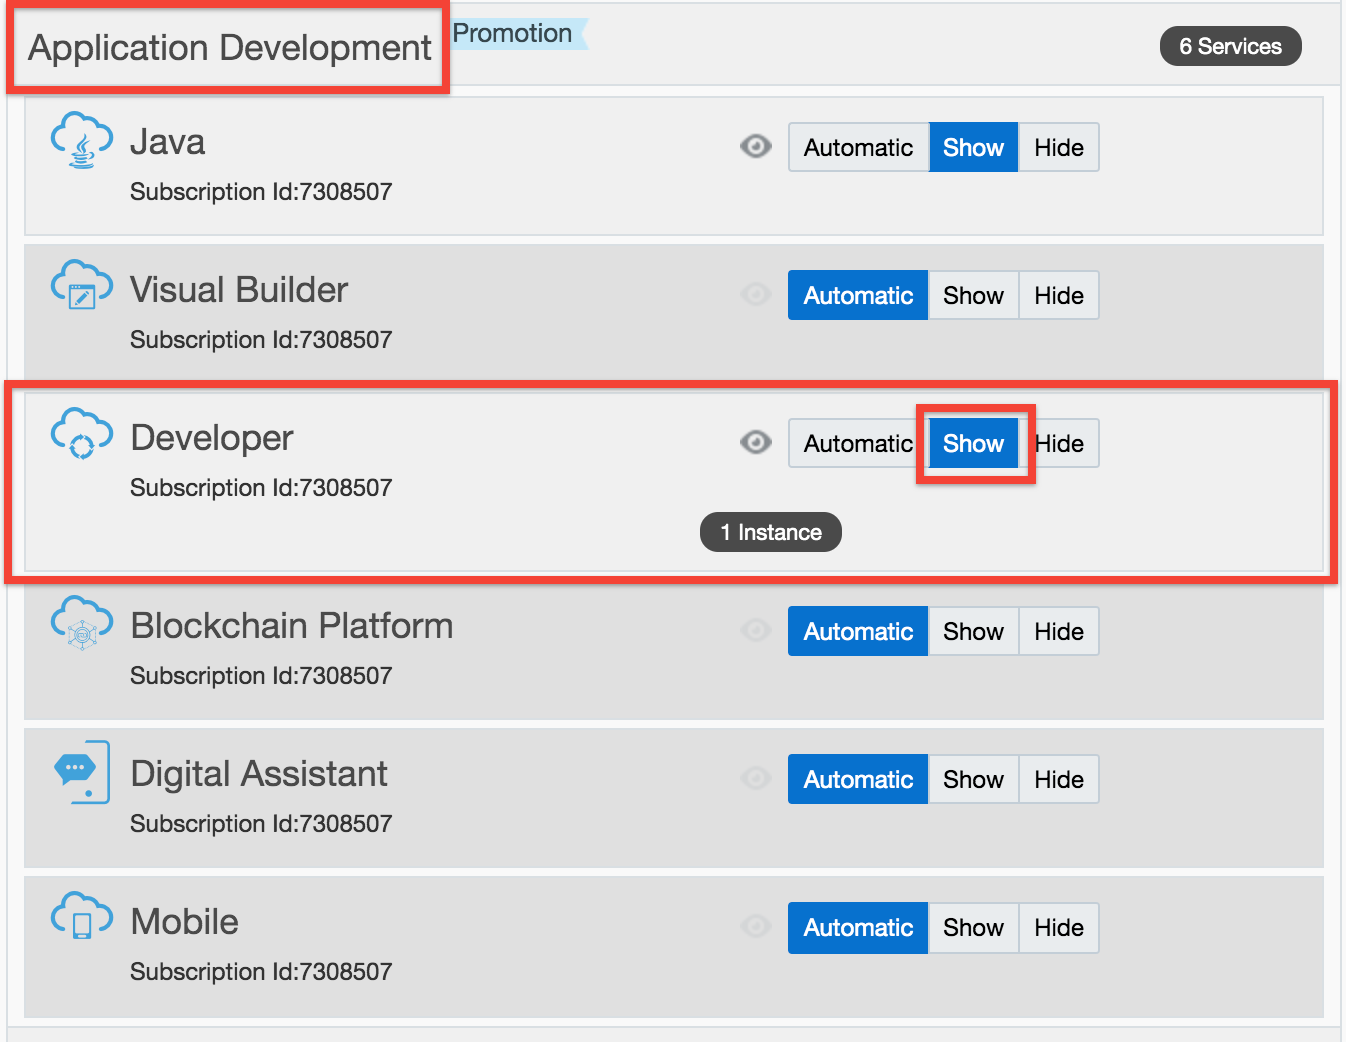 Application Development Promotion 6 Services
Java Automatic Show Hide
Subscription Id:7308507
Visual Builder Automatic Show Hide
Subscription Id:7308507
Developer Automatic Show Hide
Subscription Id:7308507
1 Instance
Blockchain Platform Automatic Show Hide
Subscription Id:7308507
Digital Assistant Automatic Show Hide
Subscription Id:7308507
Mobile Automatic Show Hide
Subscription Id:7308507